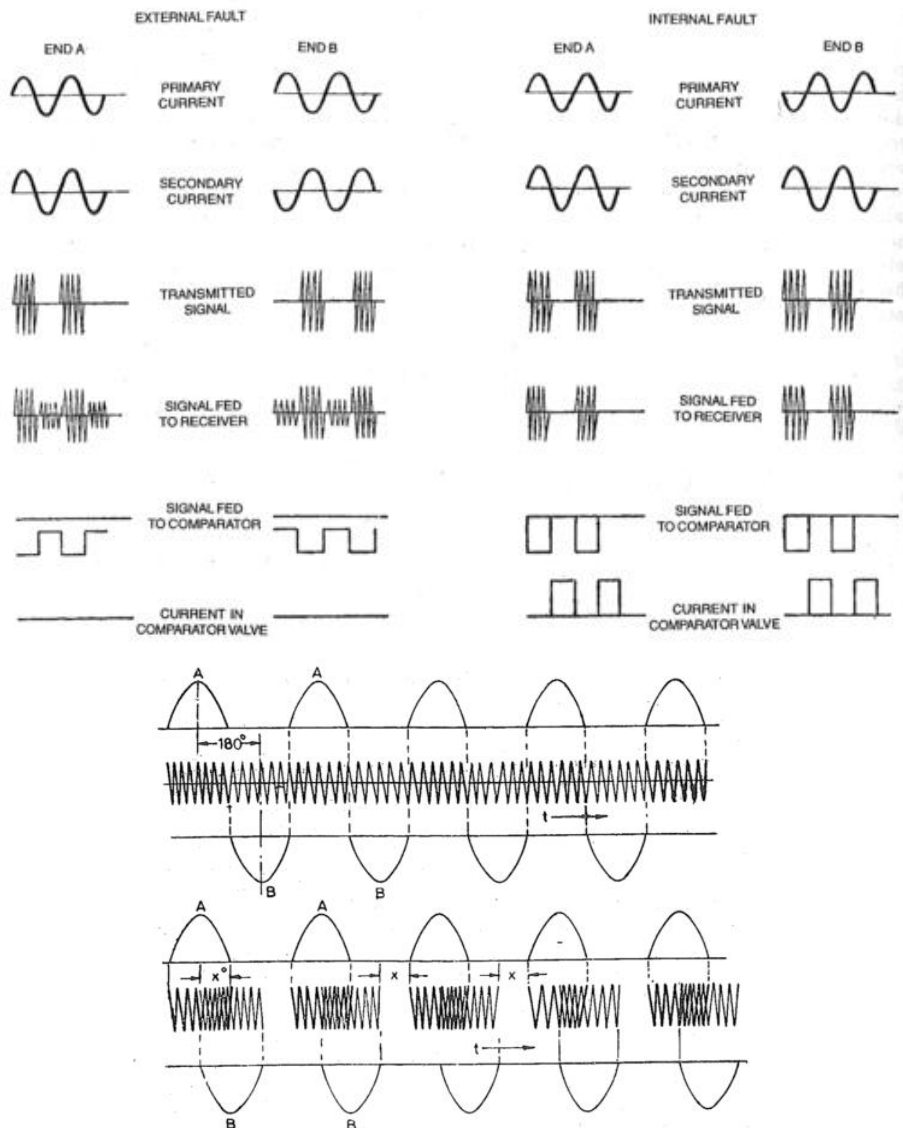 EXTERNAL FAULT
INTERNAL FAULT
END A
END B
END A
END B
PRIMARY
CURRENT
PRIMARY
CURRENT
SECONDARY
CURRENT
SECONDARY
CURRENT
TRANSMITTED
SIGNAL
TRANSMITTED
SIGNAL
SIGNAL FED
TO RECEIVER
SIGNAL FED
TO RECEIVER
SIGNAL FED
TO COMPARATOR
SIGNAL FED
TO COMPARATOR
CURRENT IN
COMPARATOR VALVE
CURRENT IN
COMPARATOR VALVE
A
A
180°
t
B
B
A
A
x°
x
x
t
B
B